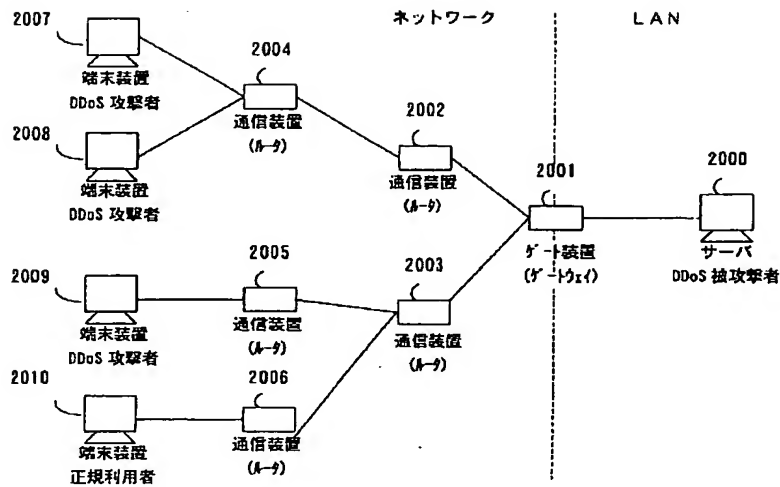 ネットワーク
LAN
2007
端末装置
DDoS 攻撃者
2004
通信装置
(ルータ)
2008
端末装置
DDoS 攻撃者
2002
通信装置
(ルータ)
2001
ゲート装置
(ゲートウェイ)
2000
サーバ
DDoS 被攻撃者
2009
端末装置
DDoS 攻撃者
2005
通信装置
(ルータ)
2003
通信装置
(ルータ)
2010
端末装置
正規利用者
2006
通信装置
(ルータ)